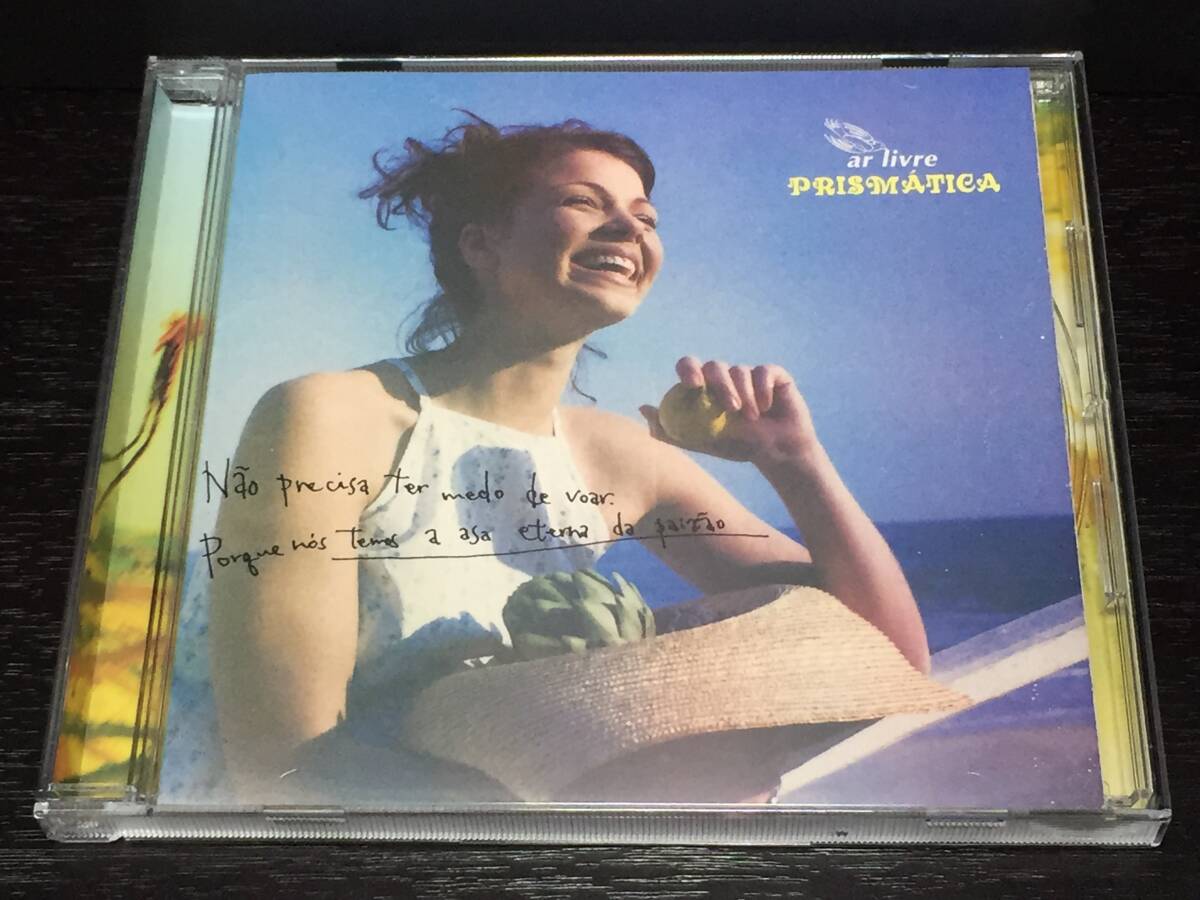 ar livre
PRISMÁTICA
Não precisa ter medo de voar.
Porque nós temos a asa eterna da paixão